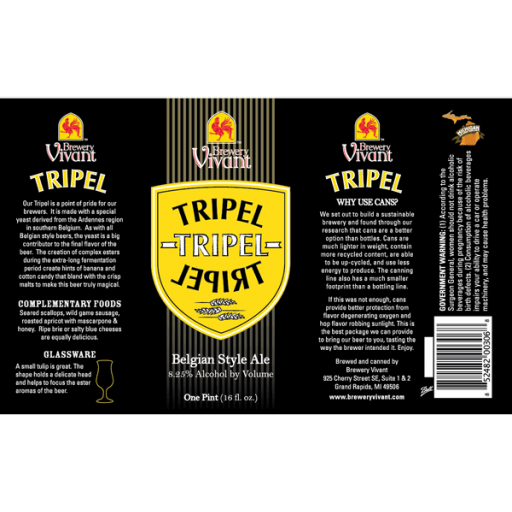 Brewery
Vivant
TRIPEL
Our Tripel is a point of pride for our
brewers. It is made with a special
yeast derived from the Ardennes region
in southern Belgium. As with all
Belgian style beers, the yeast is a big
contributor to the final flavor of the
beer. The creation of complex esters
during the extra-long fermentation
period create hints of banana and
cotton candy that blend with the crisp
malts to make this beer truly magical.
COMPLEMENTARY FOODS
Seared scallops, wild game sausage,
roasted apricot with mascarpone &
honey. Ripe brie or salty blue cheeses
are equally delicious.
GLASSWARE
A small tulip is great. The
shape holds a delicate head
and helps to focus the ester
aromas of the beer.
Brewery
Vivant
TRIPEL
TRIPEL
TRIPEL
Belgian Style Ale
8.25% Alcohol by Volume
One Pint (16 fl. oz.)
Brewery
Vivant
TRIPEL
WHY USE CANS?
We set out to build a sustainable
brewery and found through our
research that cans are a better
option than bottles. Cans are
much lighter in weight, contain
more recycled content, are able
to be up-cycled, and use less
energy to produce. The canning
line also has a much smaller
footprint than a bottling line.
If this was not enough, cans
provide better protection from
flavor degenerating oxygen and
hop flavor robbing sunlight. This is
the best package we can provide
to bring our beer to you, tasting the
way the brewer intended it. Enjoy.
Brewed and canned by
Brewery Vivant
925 Cherry Street SE, Suite 1 & 2
Grand Rapids, MI 49506
www.breweryvivant.com
MICHIGAN
GOVERNMENT WARNING: (1) According to the
Surgeon General, women should not drink alcoholic
beverages during pregnancy because of the risk of
birth defects. (2) Consumption of alcoholic beverages
impairs your ability to drive a car or operate
machinery, and may cause health problems.
8 52482 00306 8